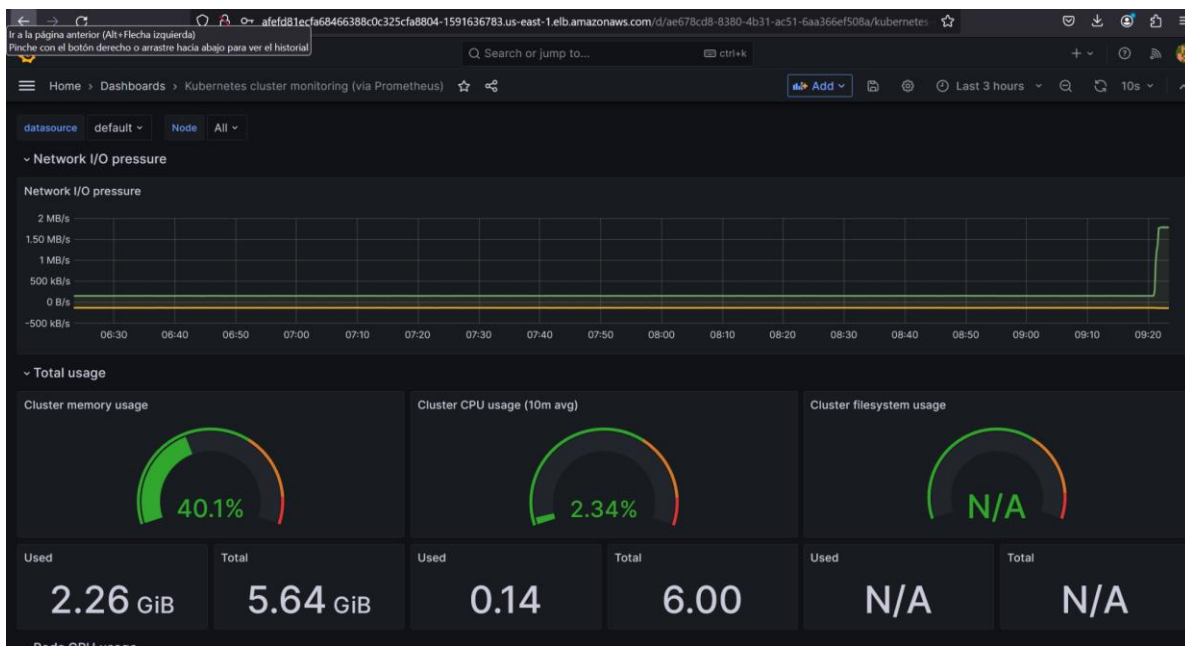 afefd81ecfa68466388c0c325cfa8804-1591636783.us-east-1.elb.amazonaws.com/d/ae678cd8-8380-4b31-ac51-6aa366ef508a/kubernetes
Ir a la página anterior (Alt+Flecha izquierda)
Pinche con el botón derecho o arrastre hacia abajo para ver el historial
Search or jump to... ctrl+k
Home > Dashboards > Kubernetes cluster monitoring (via Prometheus) Add Last 3 hours 10s
datasource default Node All
Network I/O pressure
Network I/O pressure
2 MB/s
1.50 MB/s
1 MB/s
500 kB/s
0 B/s
-500 kB/s
06:30 06:40 06:50 07:00 07:10 07:20 07:30 07:40 07:50 08:00 08:10 08:20 08:30 08:40 08:50 09:00 09:10 09:20
Total usage
Cluster memory usage Cluster CPU usage (10m avg) Cluster filesystem usage
40.1% 2.34% N/A
Used Total Used Total Used Total
2.26 GiB 5.64 GiB 0.14 6.00 N/A N/A